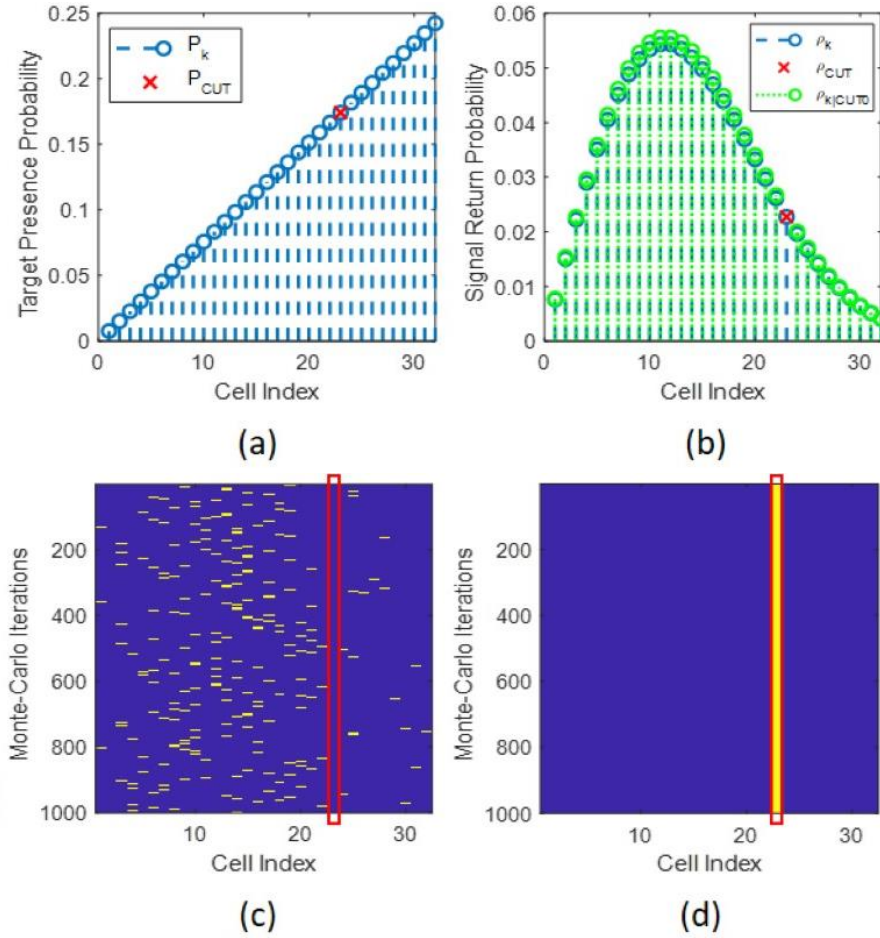 0.25
0.2
0.15
0.1
0.05
0
0
10
20
30
Target Presence Probability
Cell Index
P_k
P_CUT
(a)
0.06
0.05
0.04
0.03
0.02
0.01
0
0
10
20
30
Signal Return Probability
Cell Index
ρ_k
ρ_CUT
ρ_k|CUT0
(b)
200
400
600
800
1000
10
20
30
Monte-Carlo Iterations
Cell Index
(c)
200
400
600
800
1000
10
20
30
Monte-Carlo Iterations
Cell Index
(d)